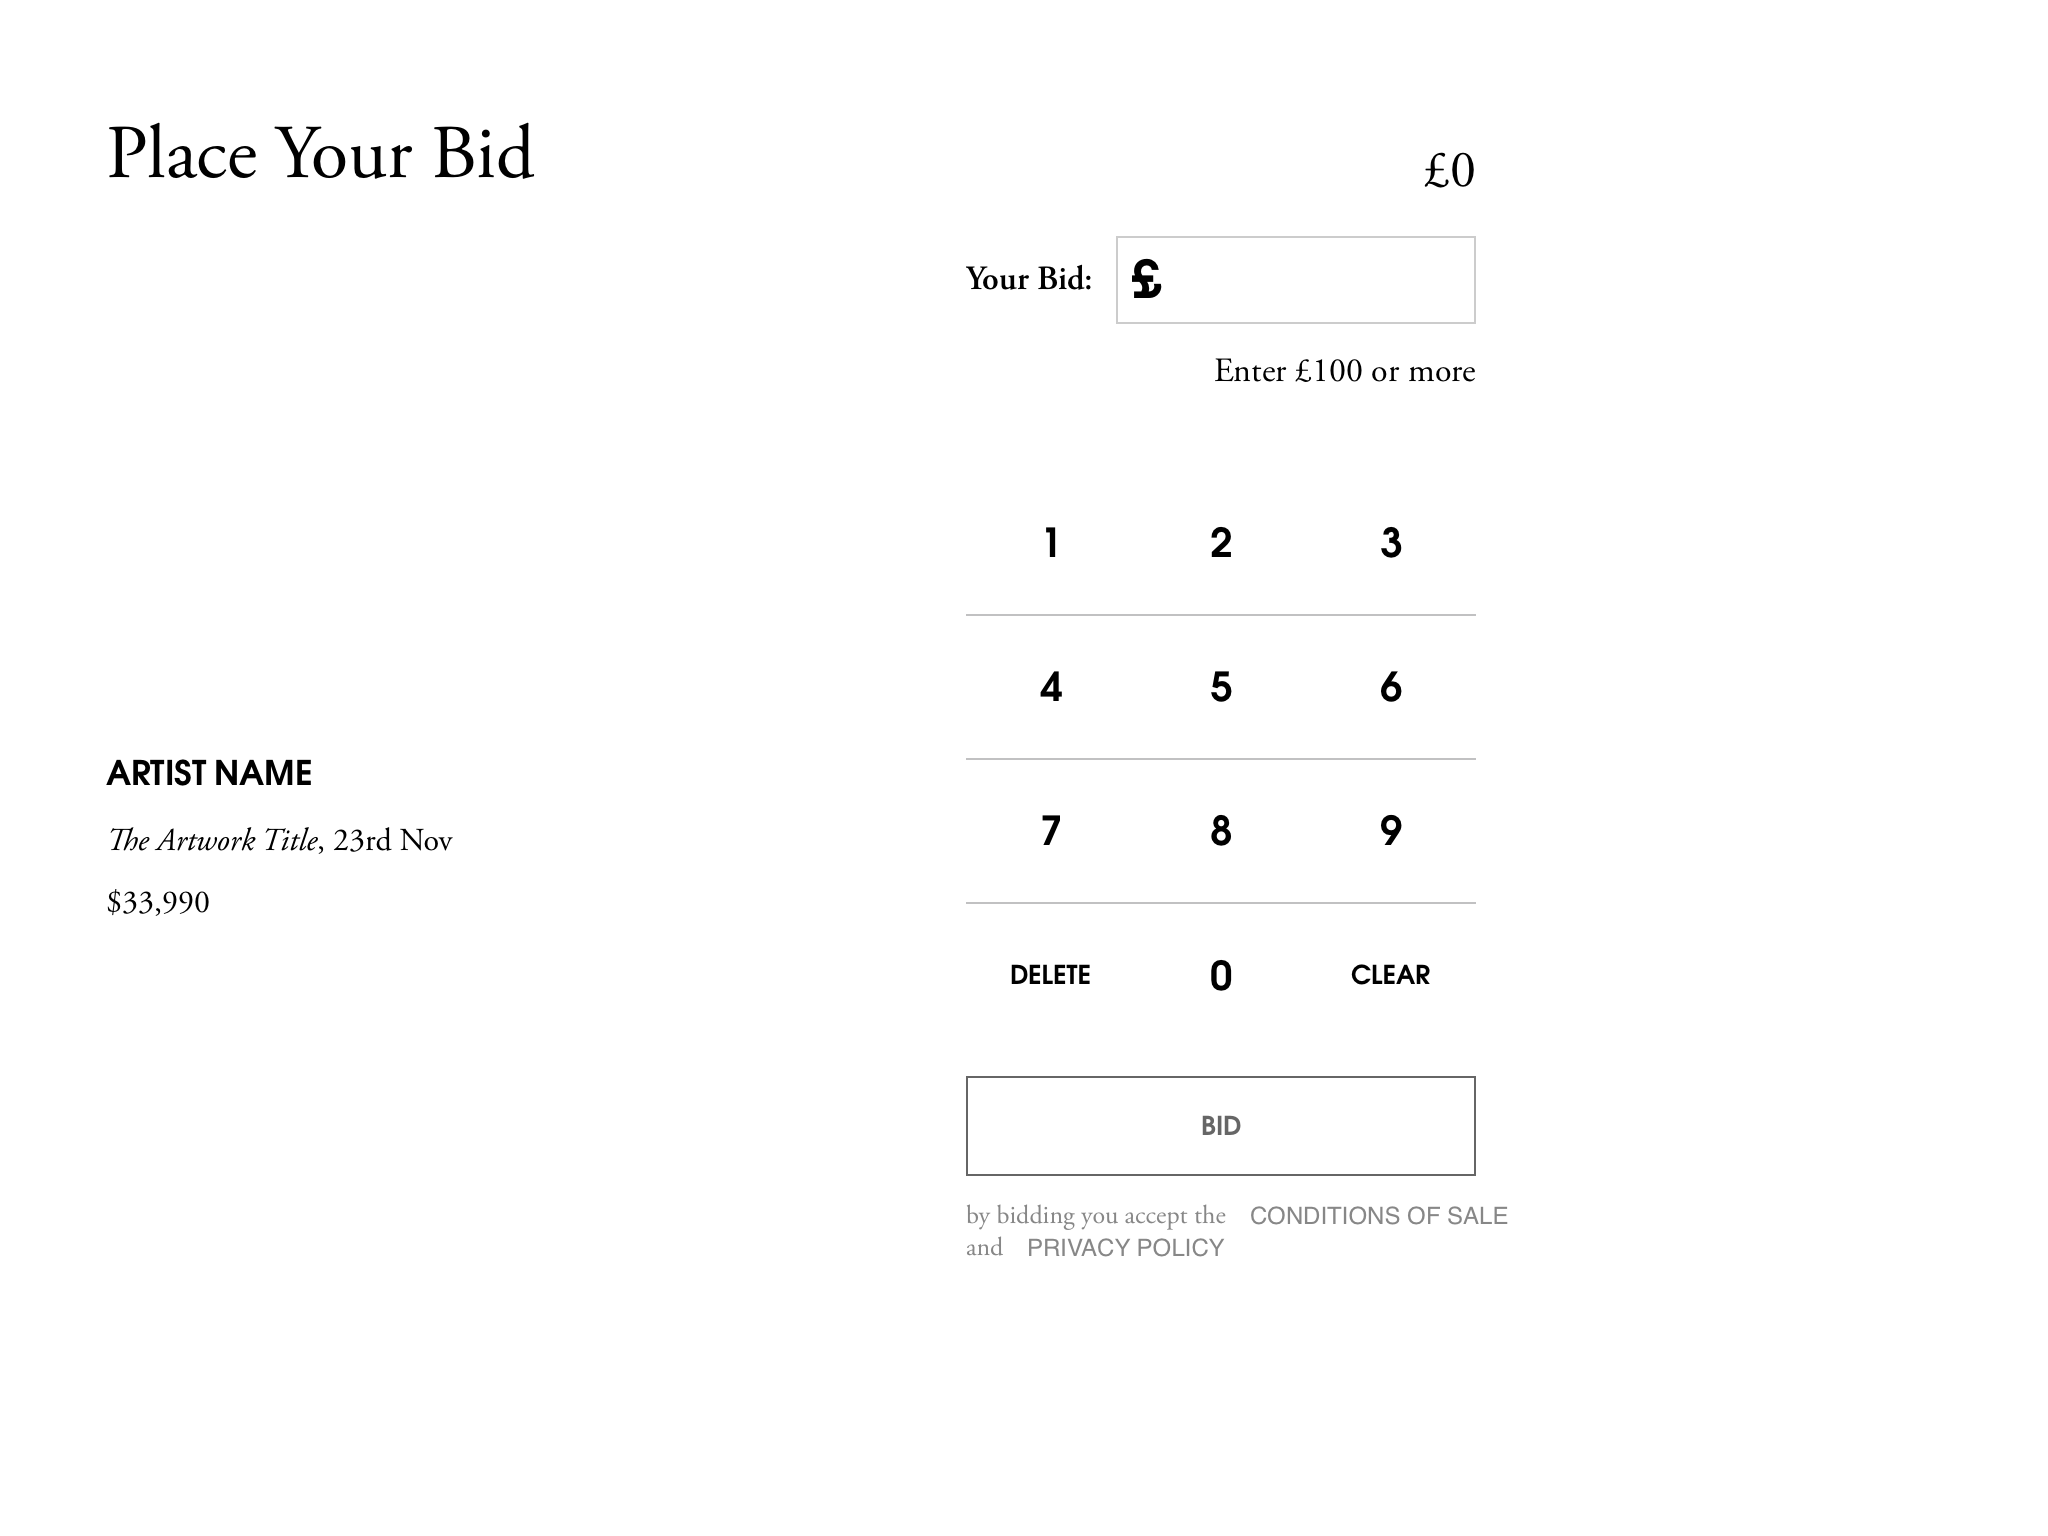 Place Your Bid
£0
Your Bid: £
Enter £100 or more
1 2 3
4 5 6
ARTIST NAME
The Artwork Title, 23rd Nov
$33,990
7 8 9
DELETE 0 CLEAR
BID
by bidding you accept the CONDITIONS OF SALE
and PRIVACY POLICY